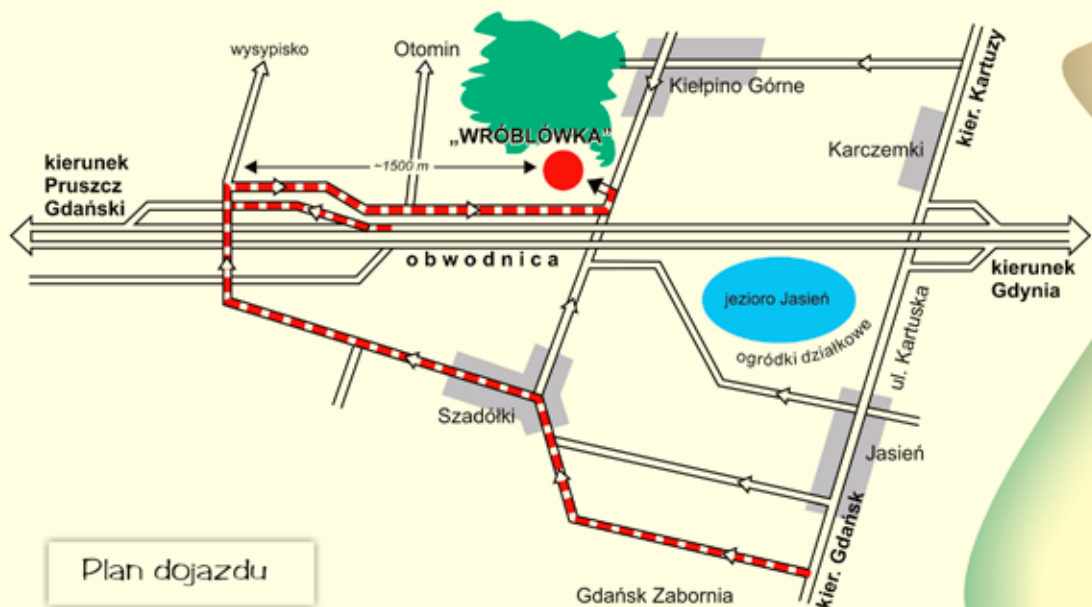 wysypisko
Otomin
Kiełpino Górne
kier. Kartuzy
„WRÓBLÓWKA”
Karczemki
~1500 m
kierunek
Pruszcz
Gdański
obwodnica
kierunek
Gdynia
jezioro Jasień
ogródki działkowe
ul. Kartuska
Szadółki
Jasień
kier. Gdańsk
Plan dojazdu
Gdańsk Zabornia